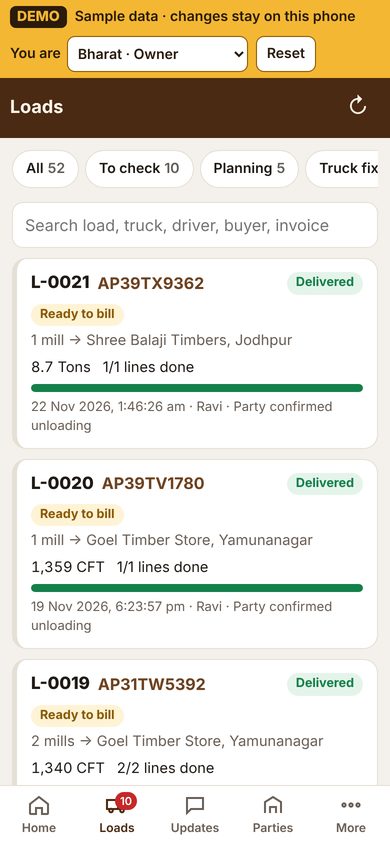 DEMO Sample data · changes stay on this phone
You are Bharat · Owner Reset
Loads
All 52 To check 10 Planning 5 Truck fix
Search load, truck, driver, buyer, invoice
L-0021 AP39TX9362 Delivered
Ready to bill
1 mill → Shree Balaji Timbers, Jodhpur
8.7 Tons 1/1 lines done
22 Nov 2026, 1:46:26 am · Ravi · Party confirmed
unloading
L-0020 AP39TV1780 Delivered
Ready to bill
1 mill → Goel Timber Store, Yamunanagar
1,359 CFT 1/1 lines done
19 Nov 2026, 6:23:57 pm · Ravi · Party confirmed
unloading
L-0019 AP31TW5392 Delivered
Ready to bill
2 mills → Goel Timber Store, Yamunanagar
1,340 CFT 2/2 lines done
10
Home Loads Updates Parties More